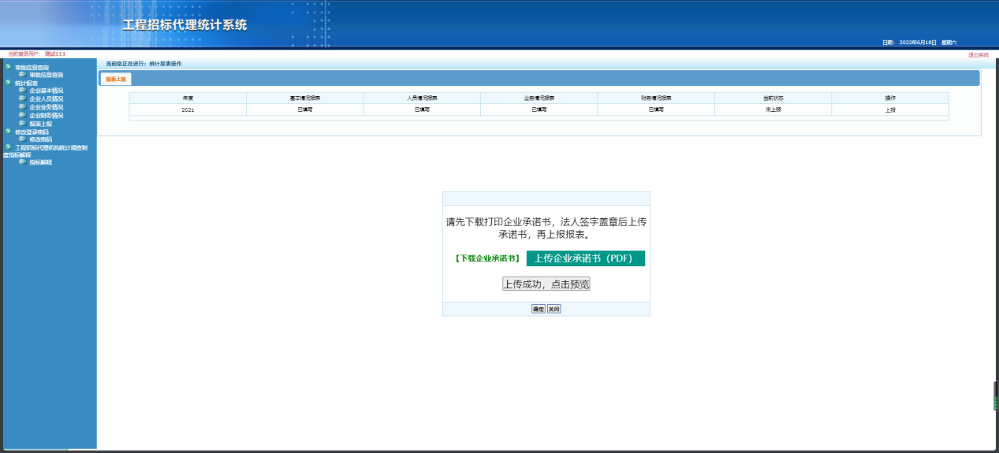 工程招标代理统计系统
日期: 2022年6月18日 星期六
当前登录用户: 测试111
退出系统
审批信息查询
审批信息查询
统计报表
企业基本情况
企业人员情况
企业业务情况
企业财务情况
报表上报
修改登录密码
修改密码
工程招标代理机构统计调查制
度指标解释
指标解释
当前您正在进行: 统计报表操作
报表上报
年度 基本情况报表 人员情况报表 业务情况报表 财务情况报表 当前状态 操作
2021 已填写 已填写 已填写 已填写 未上报 上报
请先下载打印企业承诺书，法人签字盖章后上传
承诺书，再上报报表。
【下载企业承诺书】 上传企业承诺书（PDF）
上传成功，点击预览
确定 关闭